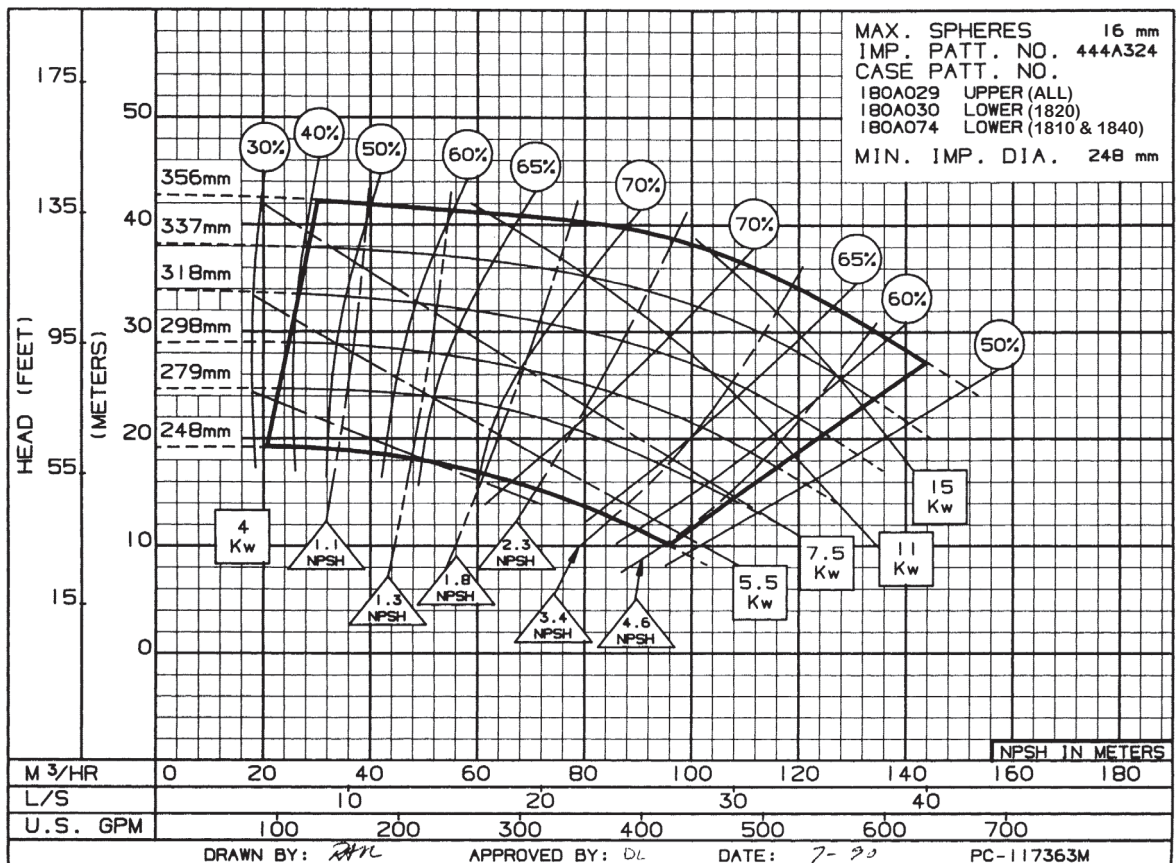 MAX. SPHERES 16 mm
IMP. PATT. NO. 444A324
CASE PATT. NO.
180A029 UPPER (ALL)
180A030 LOWER (1820)
180A074 LOWER (1810 & 1840)
MIN. IMP. DIA. 248 mm
HEAD (FEET)
(METERS)
175
135
95
55
15
50
40
30
20
10
0
30%
40%
50%
60%
65%
70%
70%
65%
60%
50%
356mm
337mm
318mm
298mm
279mm
248mm
4 Kw
1.1 NPSH
1.3 NPSH
1.8 NPSH
2.3 NPSH
3.4 NPSH
4.6 NPSH
5.5 Kw
7.5 Kw
11 Kw
15 Kw
NPSH IN METERS
M³/HR 0 20 40 60 80 100 120 140 160 180
L/S 10 20 30 40
U.S. GPM 100 200 300 400 500 600 700
DRAWN BY: APPROVED BY: DL DATE: 7-90 PC-117363M